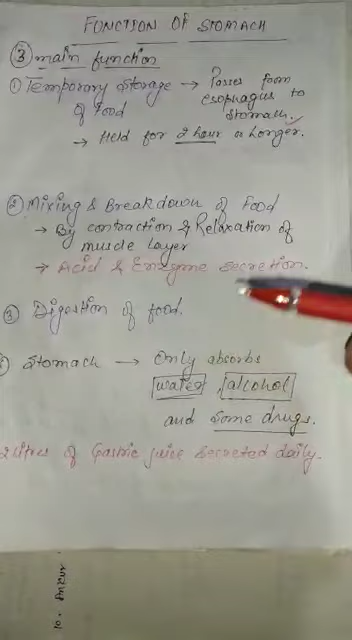 FUNCTION OF STOMACH
③ main function
① Temporary storage → Passes from
of Food esophagus to
stomach.
→ Held for 2 hour or longer.
② Mixing & Breakdown of Food
→ By contraction & Relaxation of
muscle layer
→ Acid & Enzyme secretion.
③ Digestion of food.
Stomach → Only absorbs
water, alcohol
and some drugs.
2 litres of Gastric juice secreted daily.